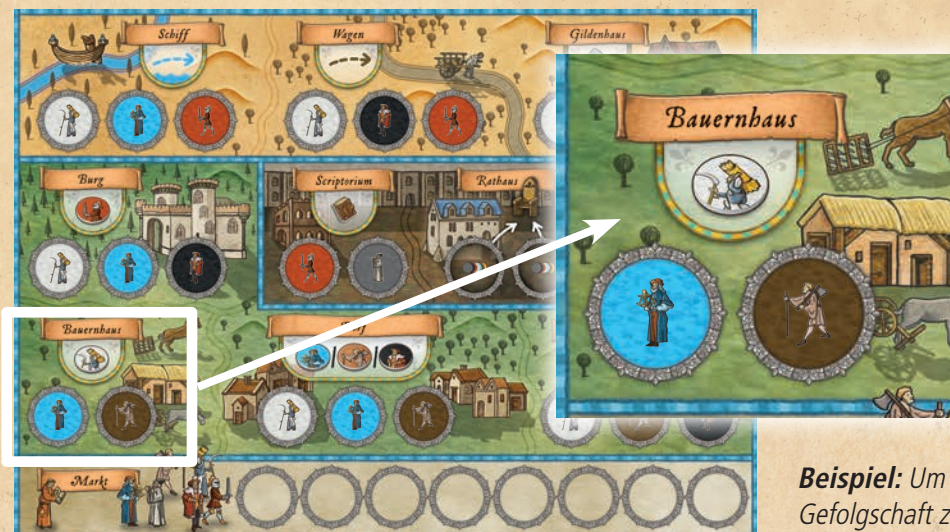 Schiff
Wagen
Gildenhaus
Burg
Scriptorium
Rathaus
Bauernhaus
Markt
Bauernhaus
Beispiel: Um
Gefolgschaft z